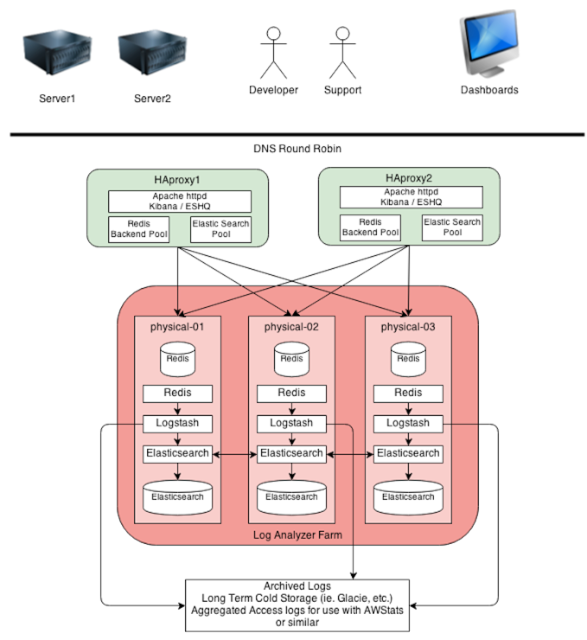 Server1
Server2
Developer
Support
Dashboards
DNS Round Robin
HAproxy1
Apache httpd
Kibana / ESHQ
Redis
Backend Pool
Elastic Search
Pool
HAproxy2
Apache httpd
Kibana / ESHQ
Redis
Backend Pool
Elastic Search
Pool
physical-01
Redis
Redis
Logstash
Elasticsearch
Elasticsearch
physical-02
Redis
Redis
Logstash
Elasticsearch
Elasticsearch
physical-03
Redis
Redis
Logstash
Elasticsearch
Elasticsearch
Log Analyzer Farm
Archived Logs
Long Term Cold Storage (ie. Glacie, etc.)
Aggregated Access logs for use with AWStats
or similar